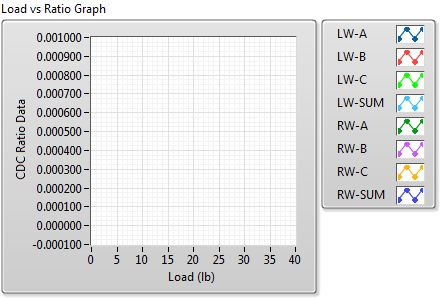 Load vs Ratio Graph
CDC Ratio Data
0.001000
0.000900
0.000800
0.000700
0.000600
0.000500
0.000400
0.000300
0.000200
0.000100
0.000000
-0.000100
0 5 10 15 20 25 30 35 40
Load (lb)
LW-A
LW-B
LW-C
LW-SUM
RW-A
RW-B
RW-C
RW-SUM